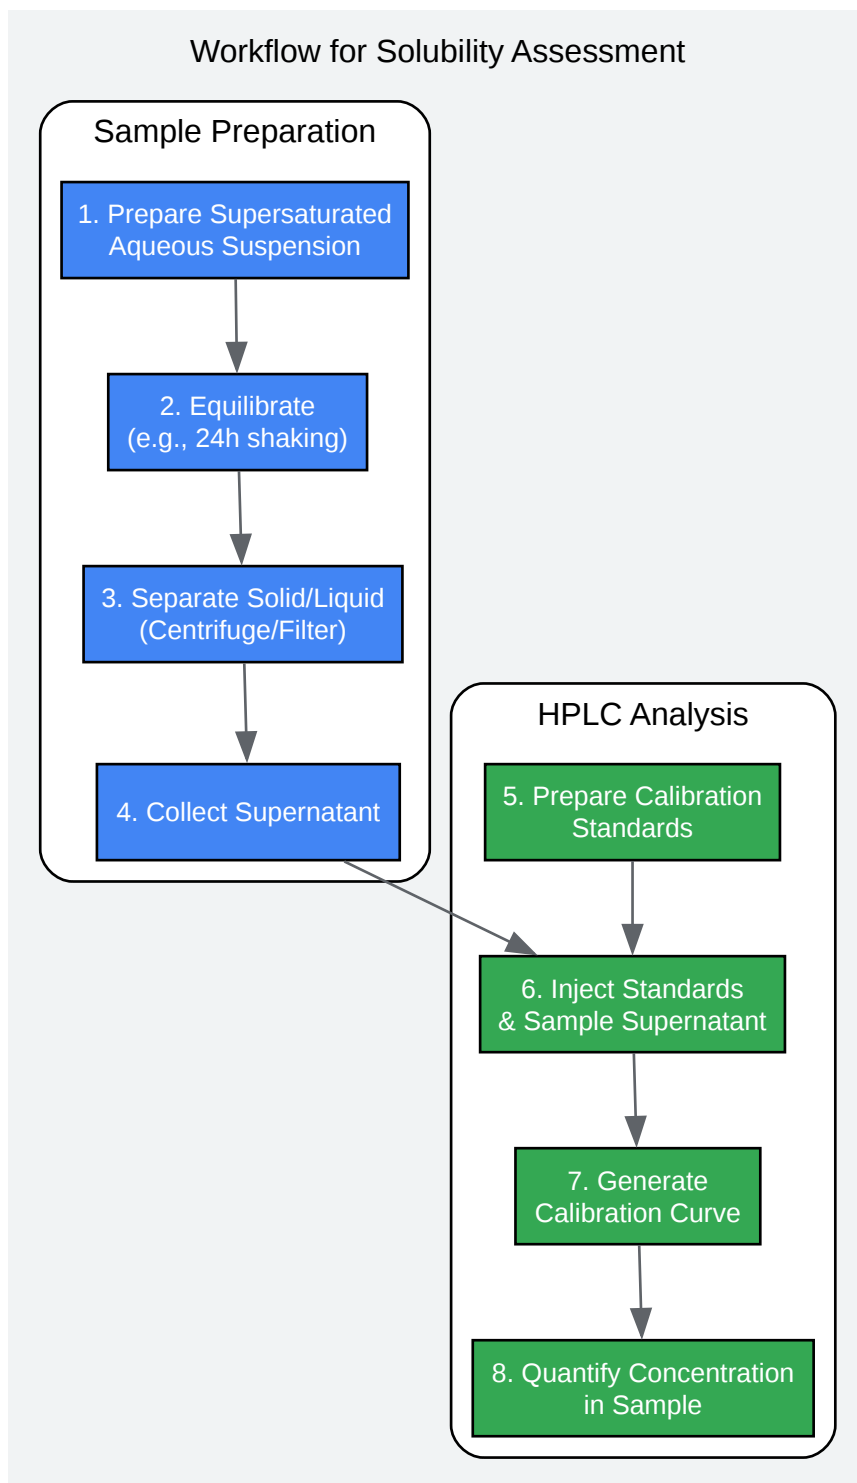 Workflow for Solubility Assessment
Sample Preparation
1. Prepare Supersaturated
Aqueous Suspension
2. Equilibrate
(e.g., 24h shaking)
3. Separate Solid/Liquid
(Centrifuge/Filter)
4. Collect Supernatant
HPLC Analysis
5. Prepare Calibration
Standards
6. Inject Standards
& Sample Supernatant
7. Generate
Calibration Curve
8. Quantify Concentration
in Sample